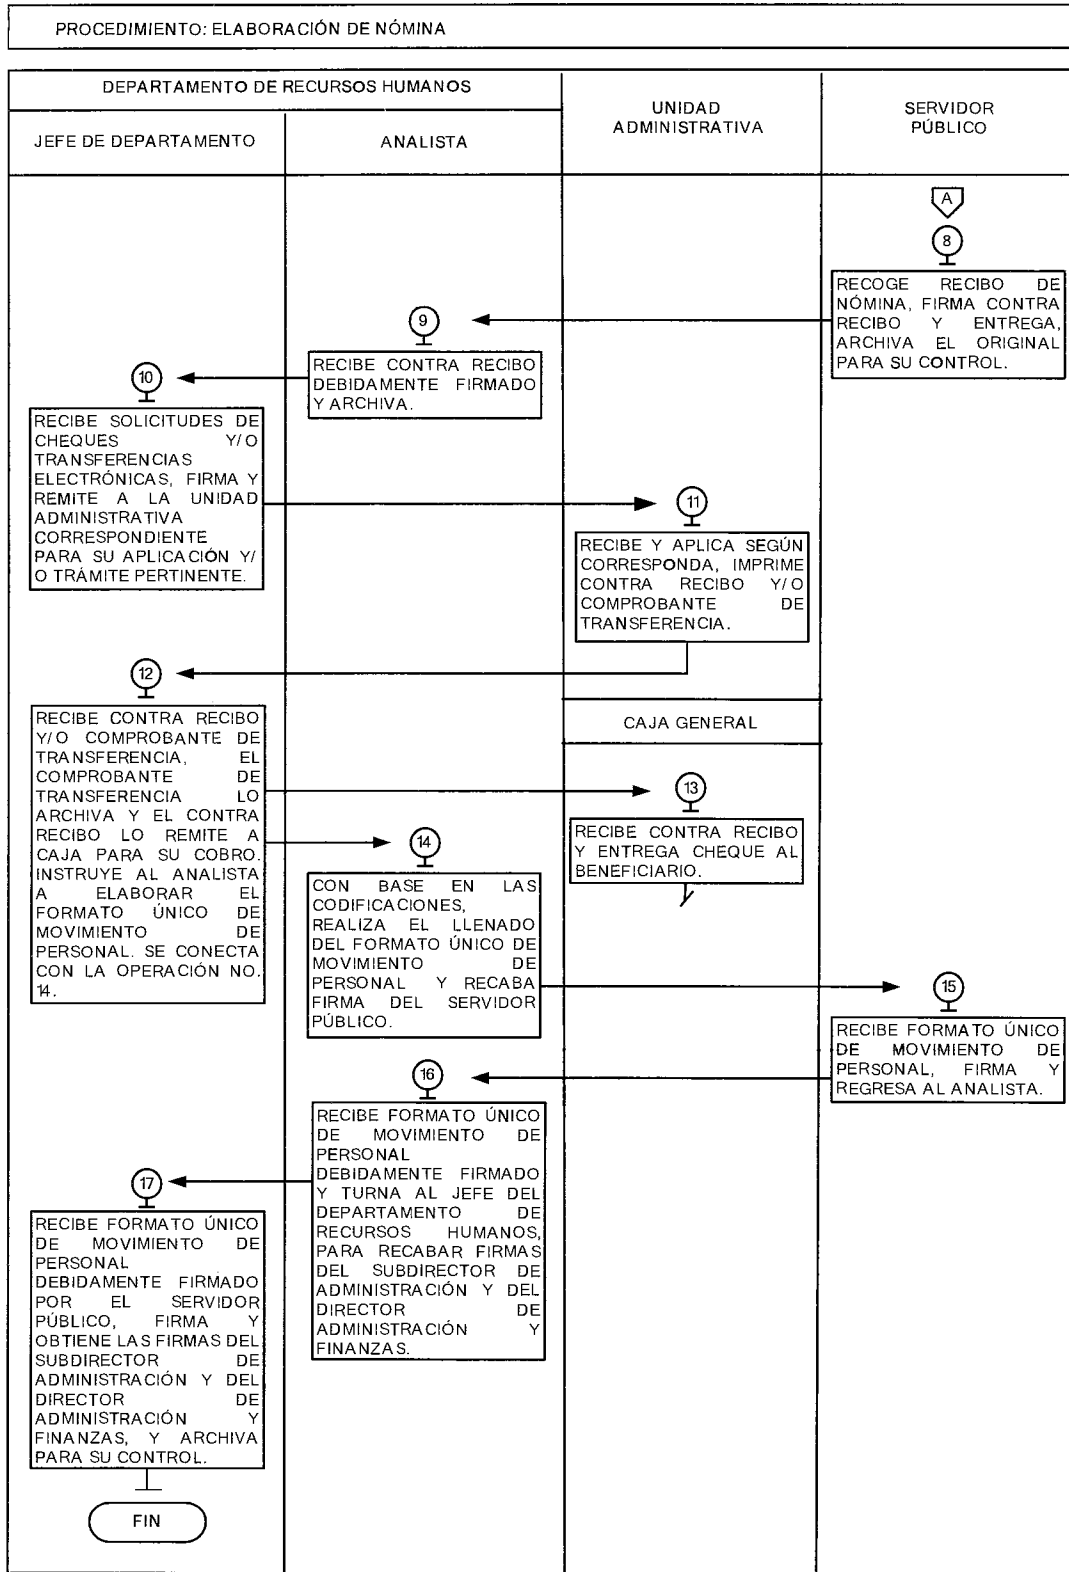 PROCEDIMIENTO: ELABORACIÓN DE NÓMINA
DEPARTAMENTO DE RECURSOS HUMANOS
JEFE DE DEPARTAMENTO
ANALISTA
UNIDAD
ADMINISTRATIVA
SERVIDOR
PÚBLICO
A
8
RECOGE RECIBO DE
NÓMINA, FIRMA CONTRA
RECIBO Y ENTREGA,
ARCHIVA EL ORIGINAL
PARA SU CONTROL.
9
RECIBE CONTRA RECIBO
DEBIDAMENTE FIRMADO
Y ARCHIVA.
10
RECIBE SOLICITUDES DE
CHEQUES Y/O
TRANSFERENCIAS
ELECTRÓNICAS, FIRMA Y
REMITE A LA UNIDAD
ADMINISTRATIVA
CORRESPONDIENTE
PARA SU APLICACIÓN Y/
O TRÁMITE PERTINENTE.
11
RECIBE Y APLICA SEGÚN
CORRESPONDA, IMPRIME
CONTRA RECIBO Y/O
COMPROBANTE DE
TRANSFERENCIA.
12
RECIBE CONTRA RECIBO
Y/O COMPROBANTE DE
TRANSFERENCIA, EL
COMPROBANTE DE
TRANSFERENCIA LO
ARCHIVA Y EL CONTRA
RECIBO LO REMITE A
CAJA PARA SU COBRO.
INSTRUYE AL ANALISTA
A ELABORAR EL
FORMATO ÚNICO DE
MOVIMIENTO DE
PERSONAL. SE CONECTA
CON LA OPERACIÓN NO.
14.
CAJA GENERAL
13
RECIBE CONTRA RECIBO
Y ENTREGA CHEQUE AL
BENEFICIARIO.
14
CON BASE EN LAS
CODIFICACIONES,
REALIZA EL LLENADO
DEL FORMATO ÚNICO DE
MOVIMIENTO DE
PERSONAL Y RECABA
FIRMA DEL SERVIDOR
PÚBLICO.
15
RECIBE FORMATO ÚNICO
DE MOVIMIENTO DE
PERSONAL, FIRMA Y
REGRESA AL ANALISTA.
16
RECIBE FORMATO ÚNICO
DE MOVIMIENTO DE
PERSONAL
DEBIDAMENTE FIRMADO
Y TURNA AL JEFE DEL
DEPARTAMENTO DE
RECURSOS HUMANOS,
PARA RECABAR FIRMAS
DEL SUBDIRECTOR DE
ADMINISTRACIÓN Y DEL
DIRECTOR DE
ADMINISTRACIÓN Y
FINANZAS.
17
RECIBE FORMATO ÚNICO
DE MOVIMIENTO DE
PERSONAL
DEBIDAMENTE FIRMADO
POR EL SERVIDOR
PÚBLICO, FIRMA Y
OBTIENE LAS FIRMAS DEL
SUBDIRECTOR DE
ADMINISTRACIÓN Y DEL
DIRECTOR DE
ADMINISTRACIÓN Y
FINANZAS, Y ARCHIVA
PARA SU CONTROL.
FIN